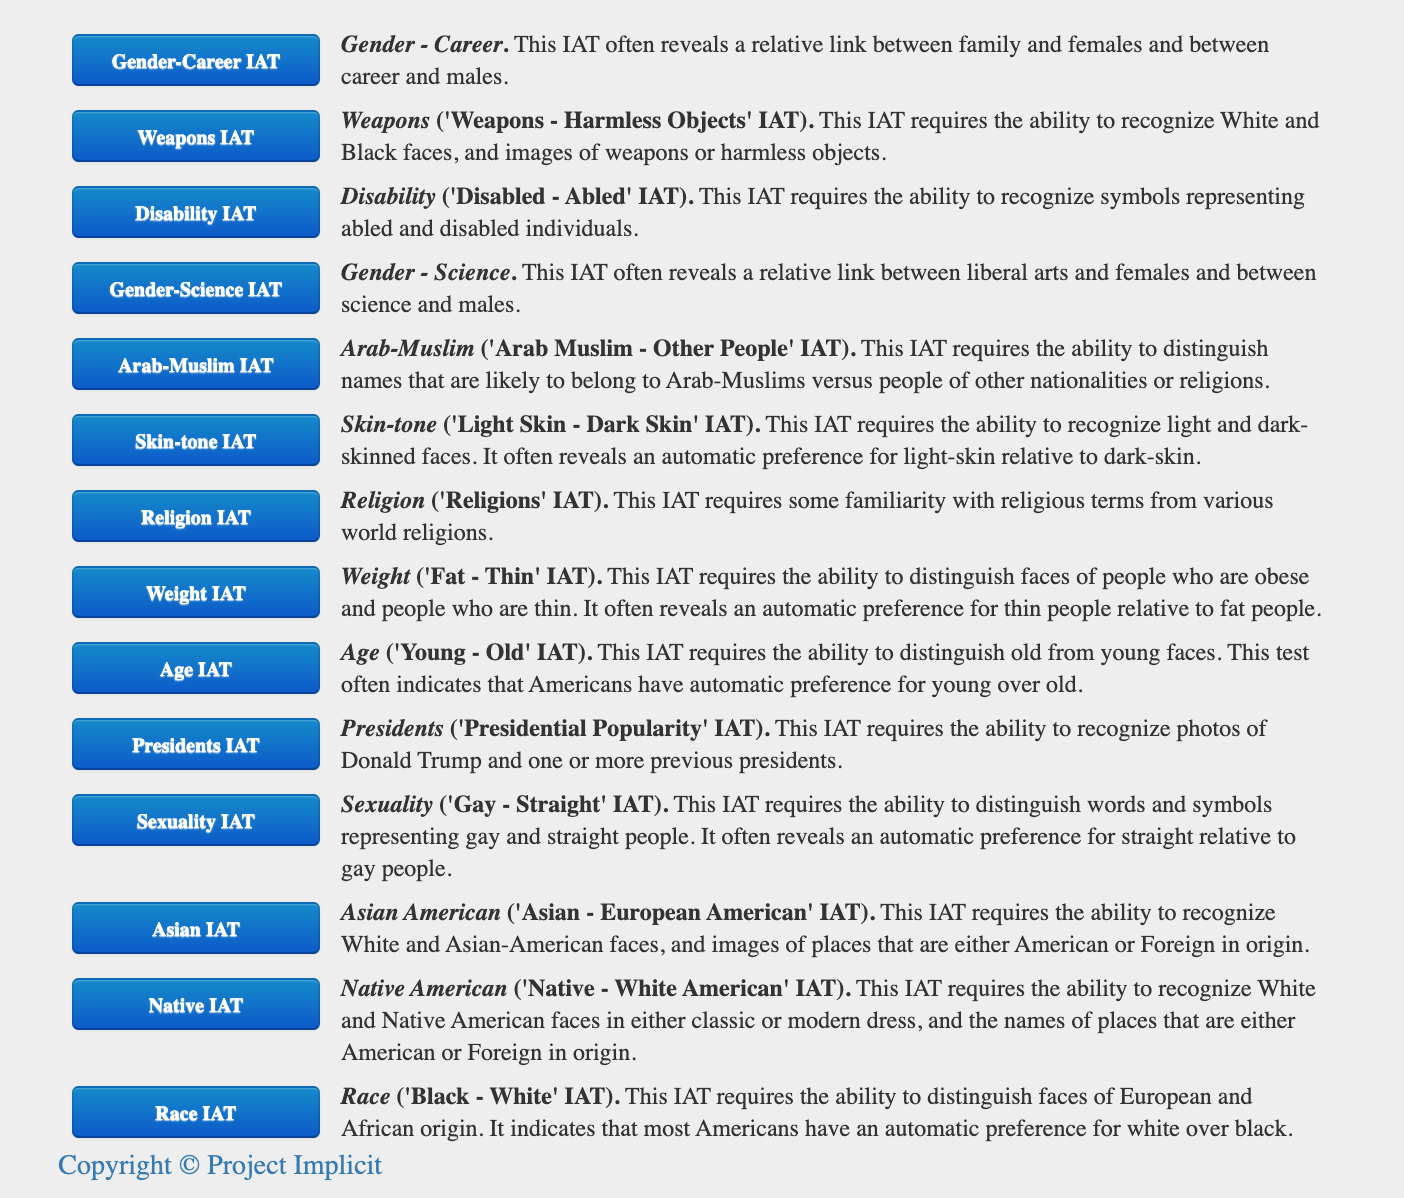 Gender-Career IAT
Gender - Career. This IAT often reveals a relative link between family and females and between
career and males.
Weapons IAT
Weapons ('Weapons - Harmless Objects' IAT). This IAT requires the ability to recognize White and
Black faces, and images of weapons or harmless objects.
Disability IAT
Disability ('Disabled - Abled' IAT). This IAT requires the ability to recognize symbols representing
abled and disabled individuals.
Gender-Science IAT
Gender - Science. This IAT often reveals a relative link between liberal arts and females and between
science and males.
Arab-Muslim IAT
Arab-Muslim ('Arab Muslim - Other People' IAT). This IAT requires the ability to distinguish
names that are likely to belong to Arab-Muslims versus people of other nationalities or religions.
Skin-tone IAT
Skin-tone ('Light Skin - Dark Skin' IAT). This IAT requires the ability to recognize light and dark-
skinned faces. It often reveals an automatic preference for light-skin relative to dark-skin.
Religion IAT
Religion ('Religions' IAT). This IAT requires some familiarity with religious terms from various
world religions.
Weight IAT
Weight ('Fat - Thin' IAT). This IAT requires the ability to distinguish faces of people who are obese
and people who are thin. It often reveals an automatic preference for thin people relative to fat people.
Age IAT
Age ('Young - Old' IAT). This IAT requires the ability to distinguish old from young faces. This test
often indicates that Americans have automatic preference for young over old.
Presidents IAT
Presidents ('Presidential Popularity' IAT). This IAT requires the ability to recognize photos of
Donald Trump and one or more previous presidents.
Sexuality IAT
Sexuality ('Gay - Straight' IAT). This IAT requires the ability to distinguish words and symbols
representing gay and straight people. It often reveals an automatic preference for straight relative to
gay people.
Asian IAT
Asian American ('Asian - European American' IAT). This IAT requires the ability to recognize
White and Asian-American faces, and images of places that are either American or Foreign in origin.
Native IAT
Native American ('Native - White American' IAT). This IAT requires the ability to recognize White
and Native American faces in either classic or modern dress, and the names of places that are either
American or Foreign in origin.
Race IAT
Race ('Black - White' IAT). This IAT requires the ability to distinguish faces of European and
African origin. It indicates that most Americans have an automatic preference for white over black.
Copyright © Project Implicit